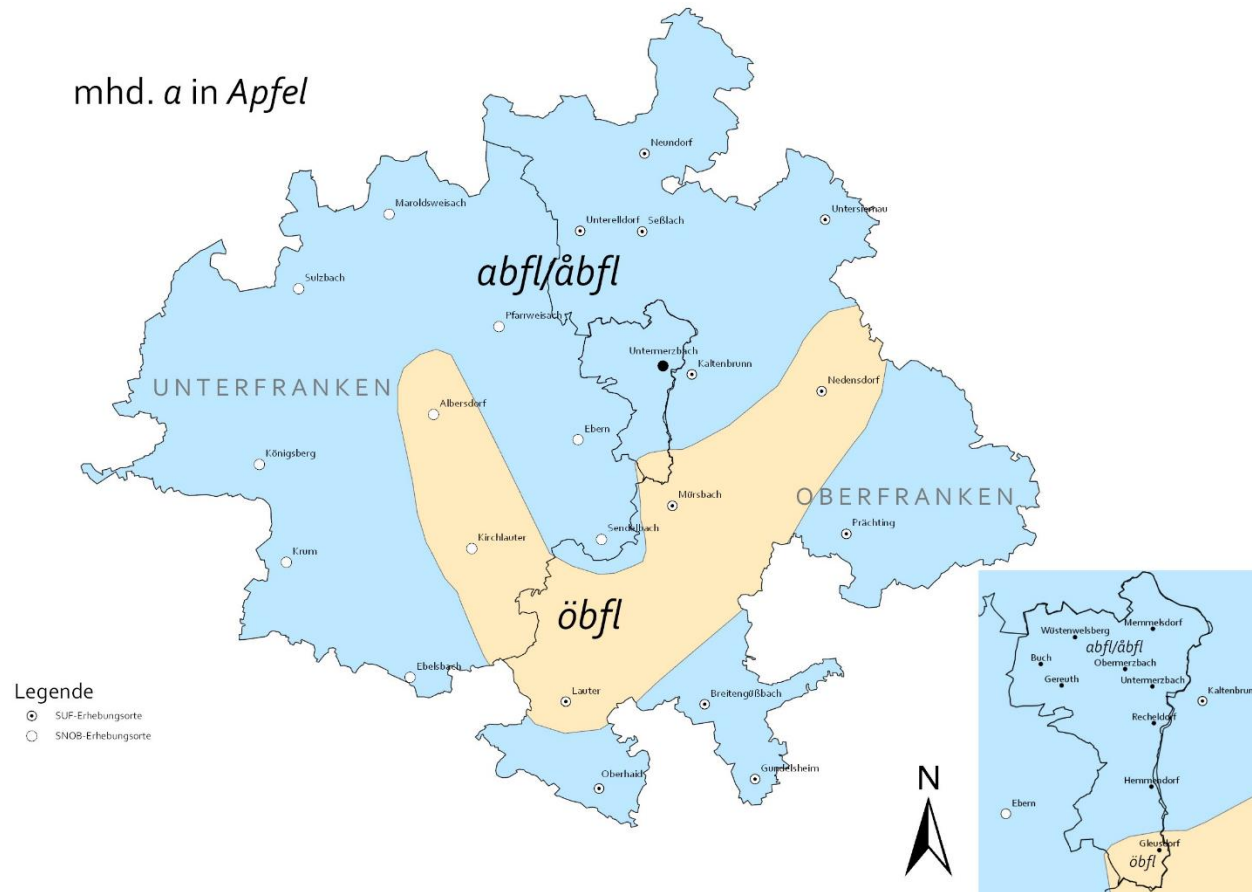 mhd. a in Apfel
Neundorf
Maroldsweisach
Untersiemau
Unterelldorf
Seßlach
abfl/åbfl
Sulzbach
Pfarrweisach
Untermerzbach
Kaltenbrunn
UNTERFRANKEN
Nedensdorf
Albersdorf
Ebern
Königsberg
Mürsbach
OBERFRANKEN
Prächting
Sendelbach
Kirchlauter
Krum
öbfl
Ebelsbach
Lauter
Breitengüßbach
Oberhaid
Gundelsheim
Legende
SUF-Erhebungsorte
SNOB-Erhebungsorte
N
Memmelsdorf
Wüstenwelsberg
abfl/åbfl
Buch
Obermerzbach
Gereuth
Untermerzbach
Kaltenbrunn
Recheldorf
Hemmendorf
Ebern
Gleusdorf
öbfl